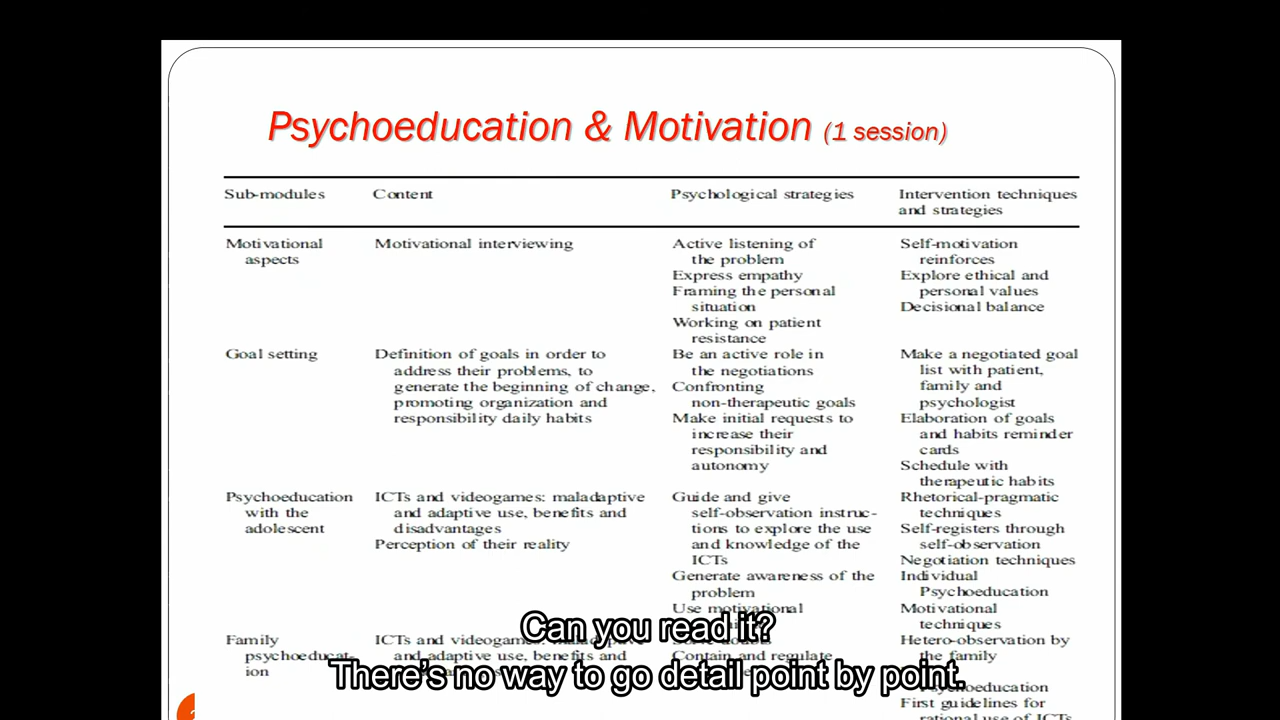 Psychoeducation & Motivation (1 session)
Sub-modules
Content
Psychological strategies
Intervention techniques
and strategies
Motivational
aspects
Motivational interviewing
Active listening of
the problem
Express empathy
Framing the personal
situation
Working on patient
resistance
Self-motivation
reinforces
Explore ethical and
personal values
Decisional balance
Goal setting
Definition of goals in order to
address their problems, to
generate the beginning of change,
promoting organization and
responsibility daily habits
Be an active role in
the negotiations
Confronting
non-therapeutic goals
Make initial requests to
increase their
responsibility and
autonomy
Make a negotiated goal
list with patient,
family and
psychologist
Elaboration of goals
and habits reminder
cards
Schedule with
therapeutic habits
Psychoeducation
with the
adolescent
ICTs and videogames: maladaptive
and adaptive use, benefits and
disadvantages
Perception of their reality
Guide and give
self-observation instruc-
tions to explore the use
and knowledge of the
ICTs
Generate awareness of the
problem
Use motivational
Rhetorical-pragmatic
techniques
Self-registers through
self-observation
Negotiation techniques
Individual
Psychoeducation
Motivational
techniques
Family
psychoeducat-
ion
ICTs and videogames:
and adaptive use, benefits and
Contain and regulate
Hetero-observation by
the family
Psychoeducation
First guidelines for
rational use of ICTs
Can you read it?
There's no way to go detail point by point.